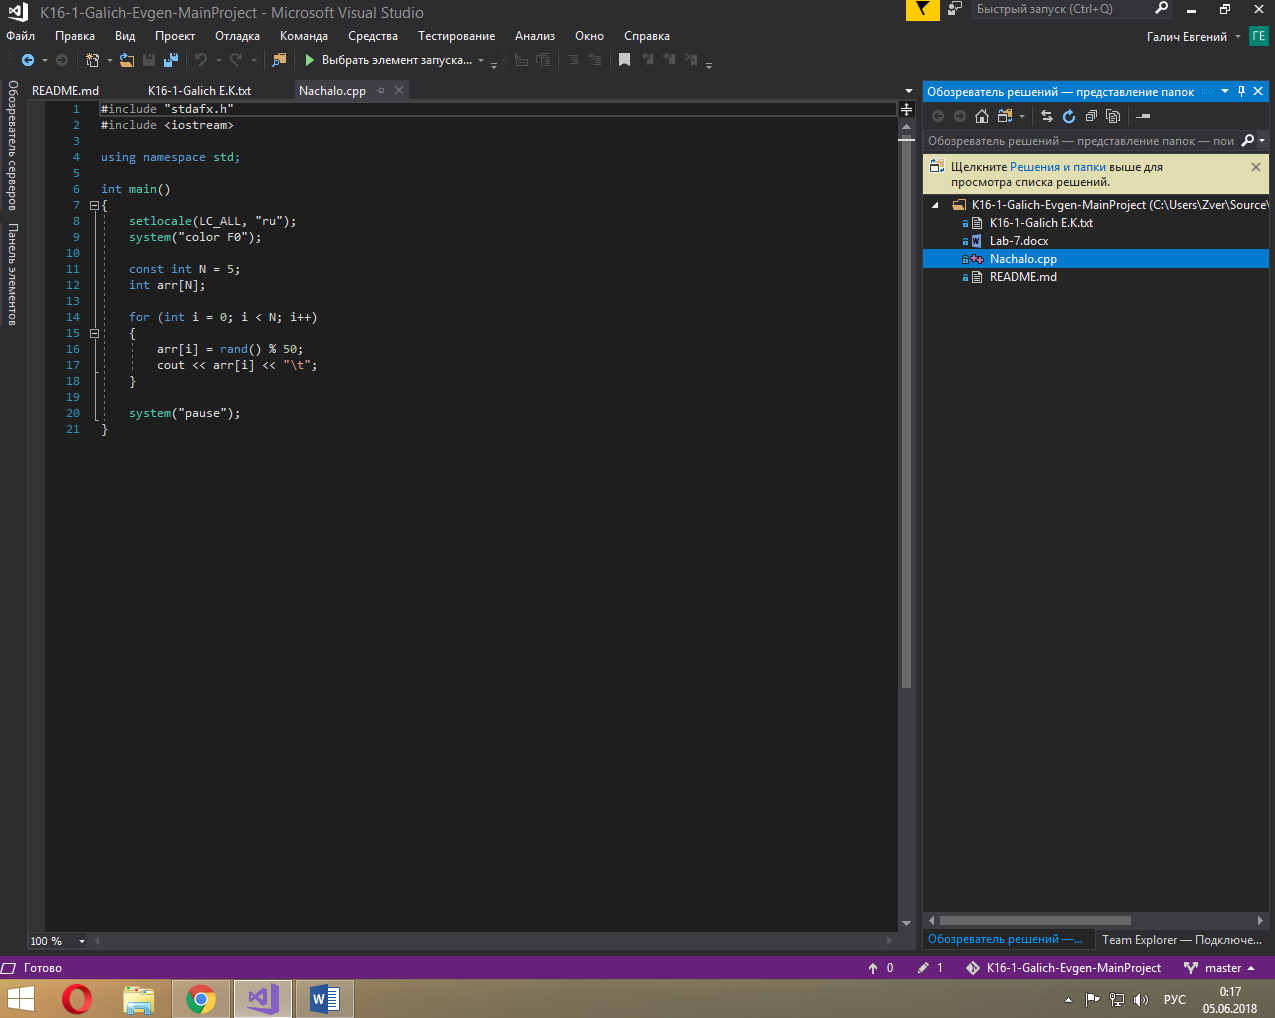 K16-1-Galich-Evgen-MainProject - Microsoft Visual Studio
Быстрый запуск (Ctrl+Q)
Файл Правка Вид Проект Отладка Команда Средства Тестирование Анализ Окно Справка
Галич Евгений ГЕ
Выбрать элемент запуска...
Обозреватель серверов
Панель элементов
README.md K16-1-Galich E.K.txt Nachalo.cpp
1 #include "stdafx.h"
2 #include <iostream>
3
4 using namespace std;
5
6 int main()
7 {
8 setlocale(LC_ALL, "ru");
9 system("color F0");
10
11 const int N = 5;
12 int arr[N];
13
14 for (int i = 0; i < N; i++)
15 {
16 arr[i] = rand() % 50;
17 cout << arr[i] << "\t";
18 }
19
20 system("pause");
21 }
100 %
Обозреватель решений — представление папок
Обозреватель решений — представление папок — пои
Щелкните Решения и папки выше для
просмотра списка решений.
K16-1-Galich-Evgen-MainProject (C:\Users\Zver\Source\
K16-1-Galich E.K.txt
Lab-7.docx
Nachalo.cpp
README.md
Обозреватель решений —... Team Explorer — Подключе...
Готово
0 1 K16-1-Galich-Evgen-MainProject master
РУС
0:17
05.06.2018